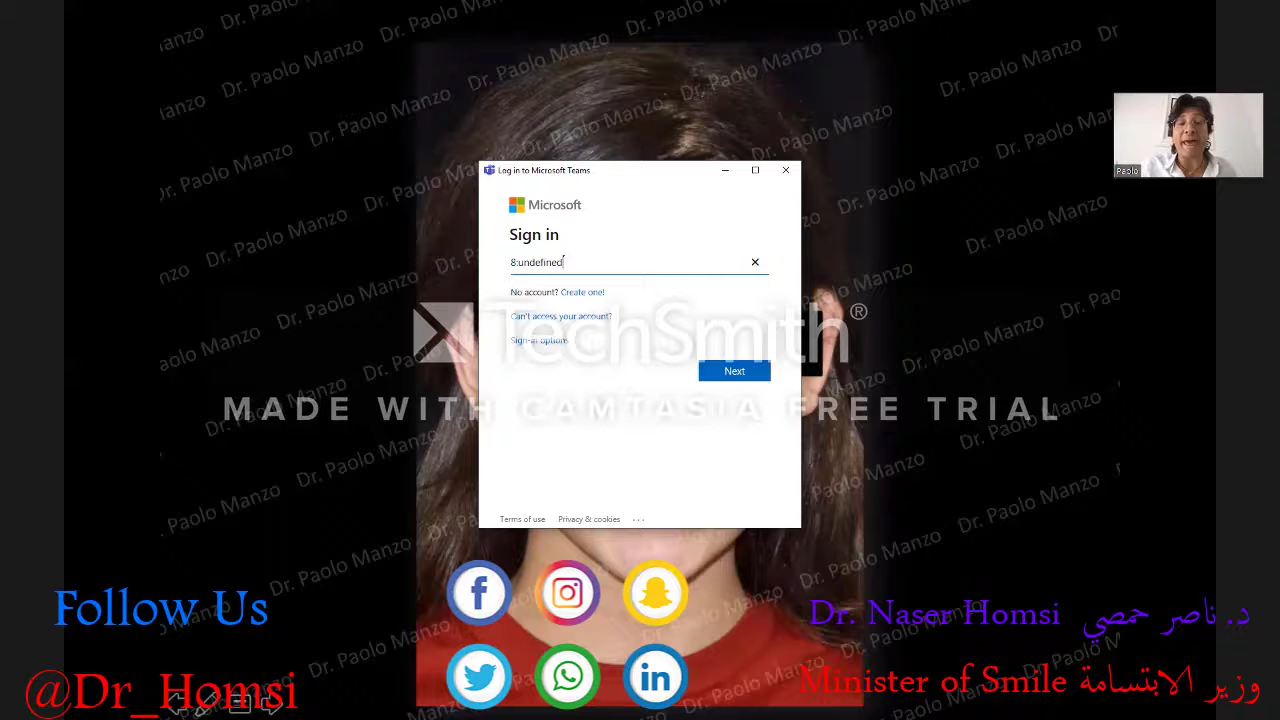 Dr. Paolo Manzo
Log in to Microsoft Teams
Microsoft
Sign in
8:undefined
No account? Create one!
Can't access your account?
Sign-in options
Next
TechSmith®
MADE WITH CAMTASIA FREE TRIAL
Terms of use Privacy & cookies ...
Paolo
Follow Us
@Dr_Homsi
Dr. Naser Homsi د. ناصر حمصي
Minister of Smile وزير الابتسامة